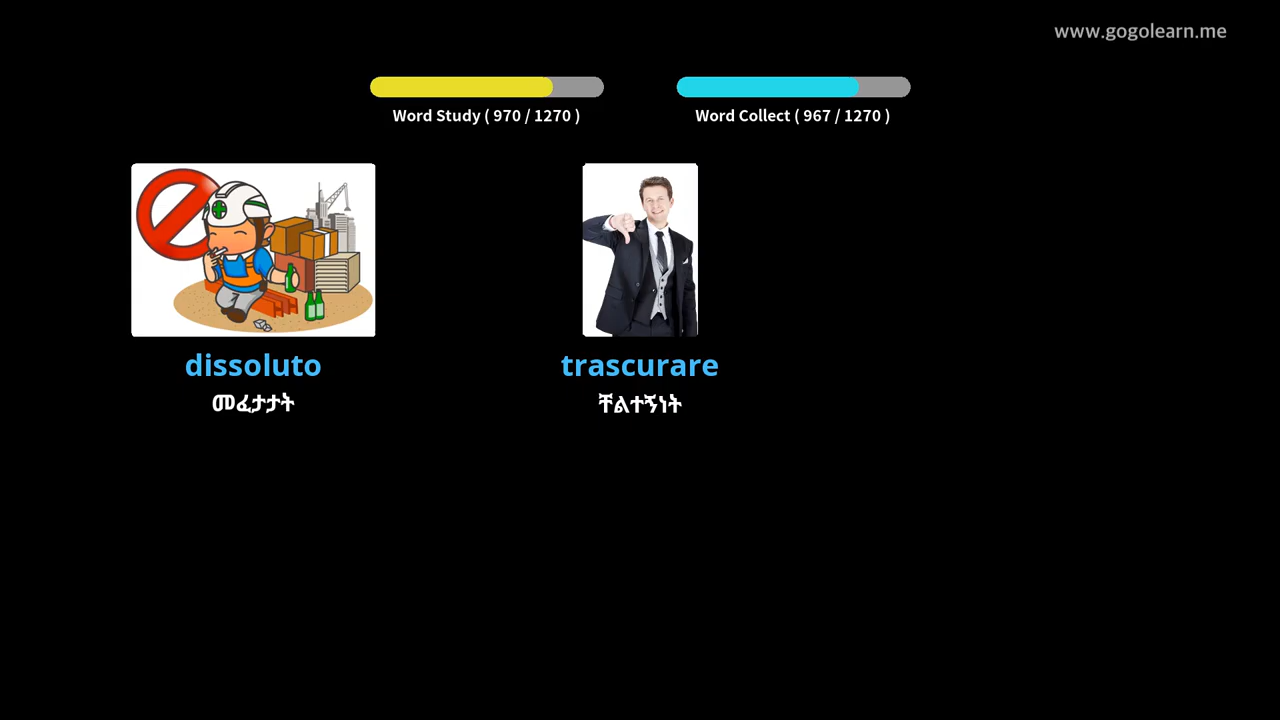 www.gogolearn.me
Word Study ( 970 / 1270 )
Word Collect ( 967 / 1270 )
dissoluto
መፈታታት
trascurare
ቸልተኝነት